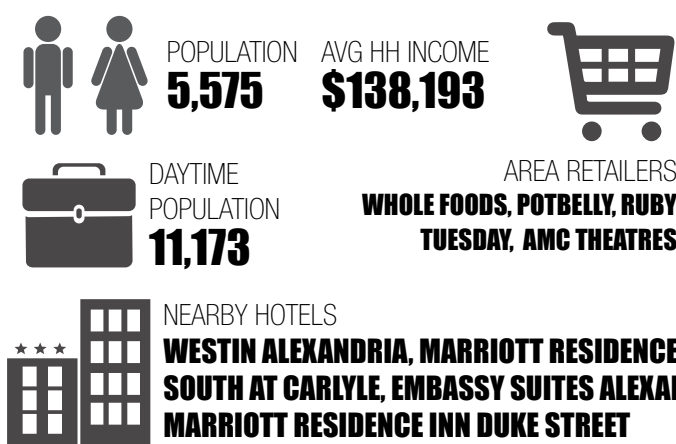 POPULATION
5,575
AVG HH INCOME
$138,193
DAYTIME
POPULATION
11,173
AREA RETAILERS
WHOLE FOODS, POTBELLY, RUBY
TUESDAY, AMC THEATRES
NEARBY HOTELS
WESTIN ALEXANDRIA, MARRIOTT RESIDENCE
SOUTH AT CARLYLE, EMBASSY SUITES
MARRIOTT RESIDENCE INN DUKE STREET